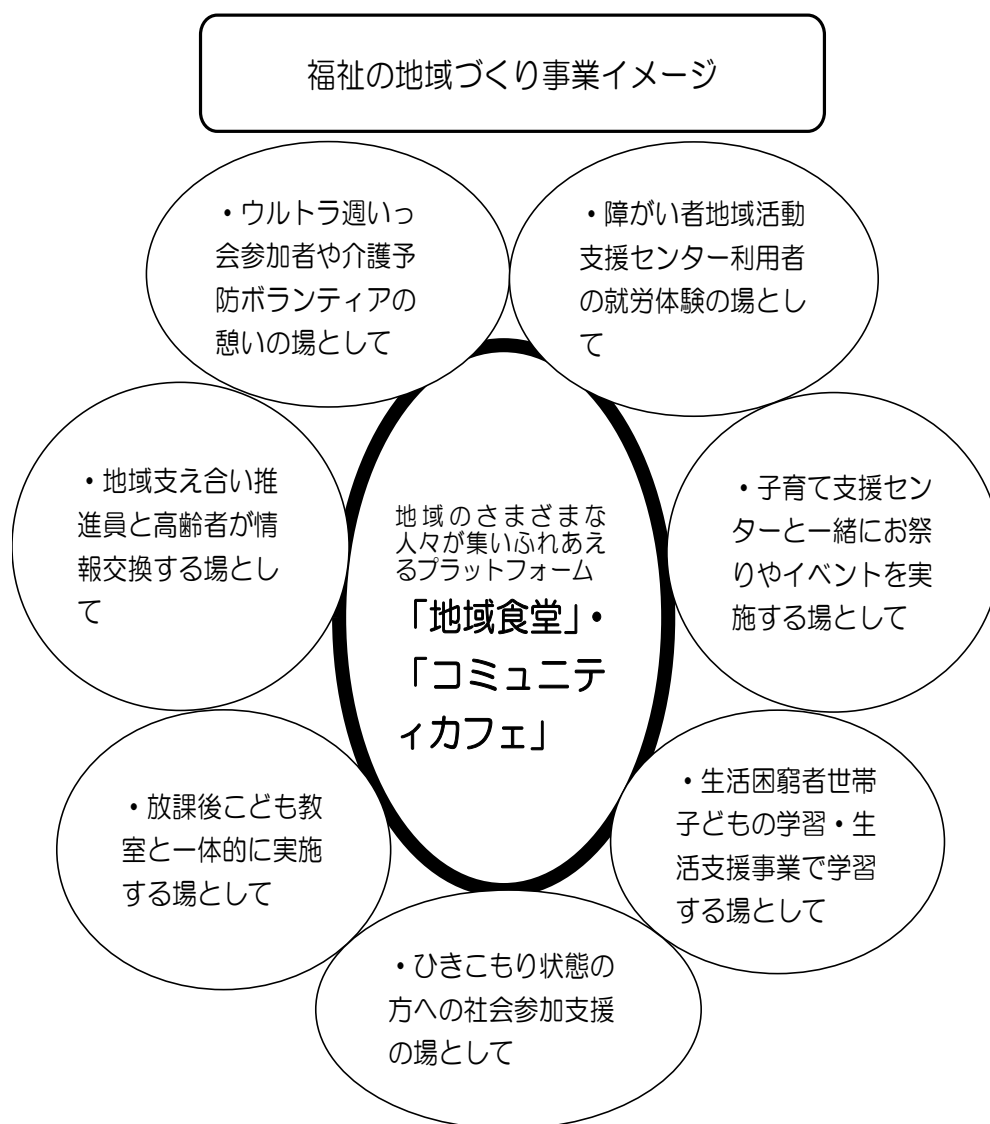 福祉の地域づくり事業イメージ
・ウルトラ週いっ
会参加者や介護予
防ボランティアの
憩いの場として
・障がい者地域活動
支援センター利用者
の就労体験の場とし
て
・地域支え合い推
進員と高齢者が情
報交換する場とし
て
地域のさまざまな
人々が集いふれあえ
るプラットフォーム
「地域食堂」・
「コミュニテ
ィカフェ」
・子育て支援セン
ターと一緒にお祭
りやイベントを実
施する場として
・放課後こども教
室と一体的に実施
する場として
・生活困窮者世帯
子どもの学習・生
活支援事業で学習
する場として
・ひきこもり状態の
方への社会参加支援
の場として